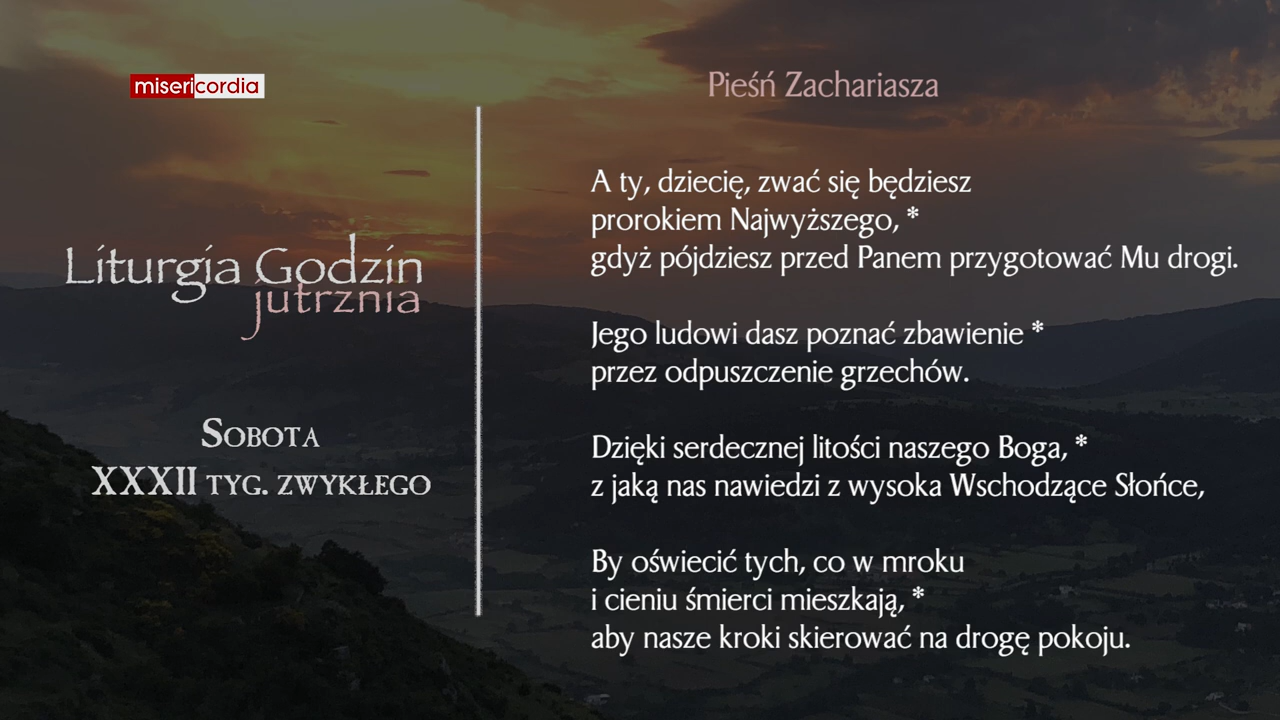 misericordia
Liturgia Godzin
jutrznia
Sobota
XXXII tyg. zwykłego
Pieśń Zachariasza
A ty, dziecię, zwać się będziesz
prorokiem Najwyższego, *
gdyż pójdziesz przed Panem przygotować Mu drogi.
Jego ludowi dasz poznać zbawienie *
przez odpuszczenie grzechów.
Dzięki serdecznej litości naszego Boga, *
z jaką nas nawiedzi z wysoka Wschodzące Słońce,
By oświecić tych, co w mroku
i cieniu śmierci mieszkają, *
aby nasze kroki skierować na drogę pokoju.